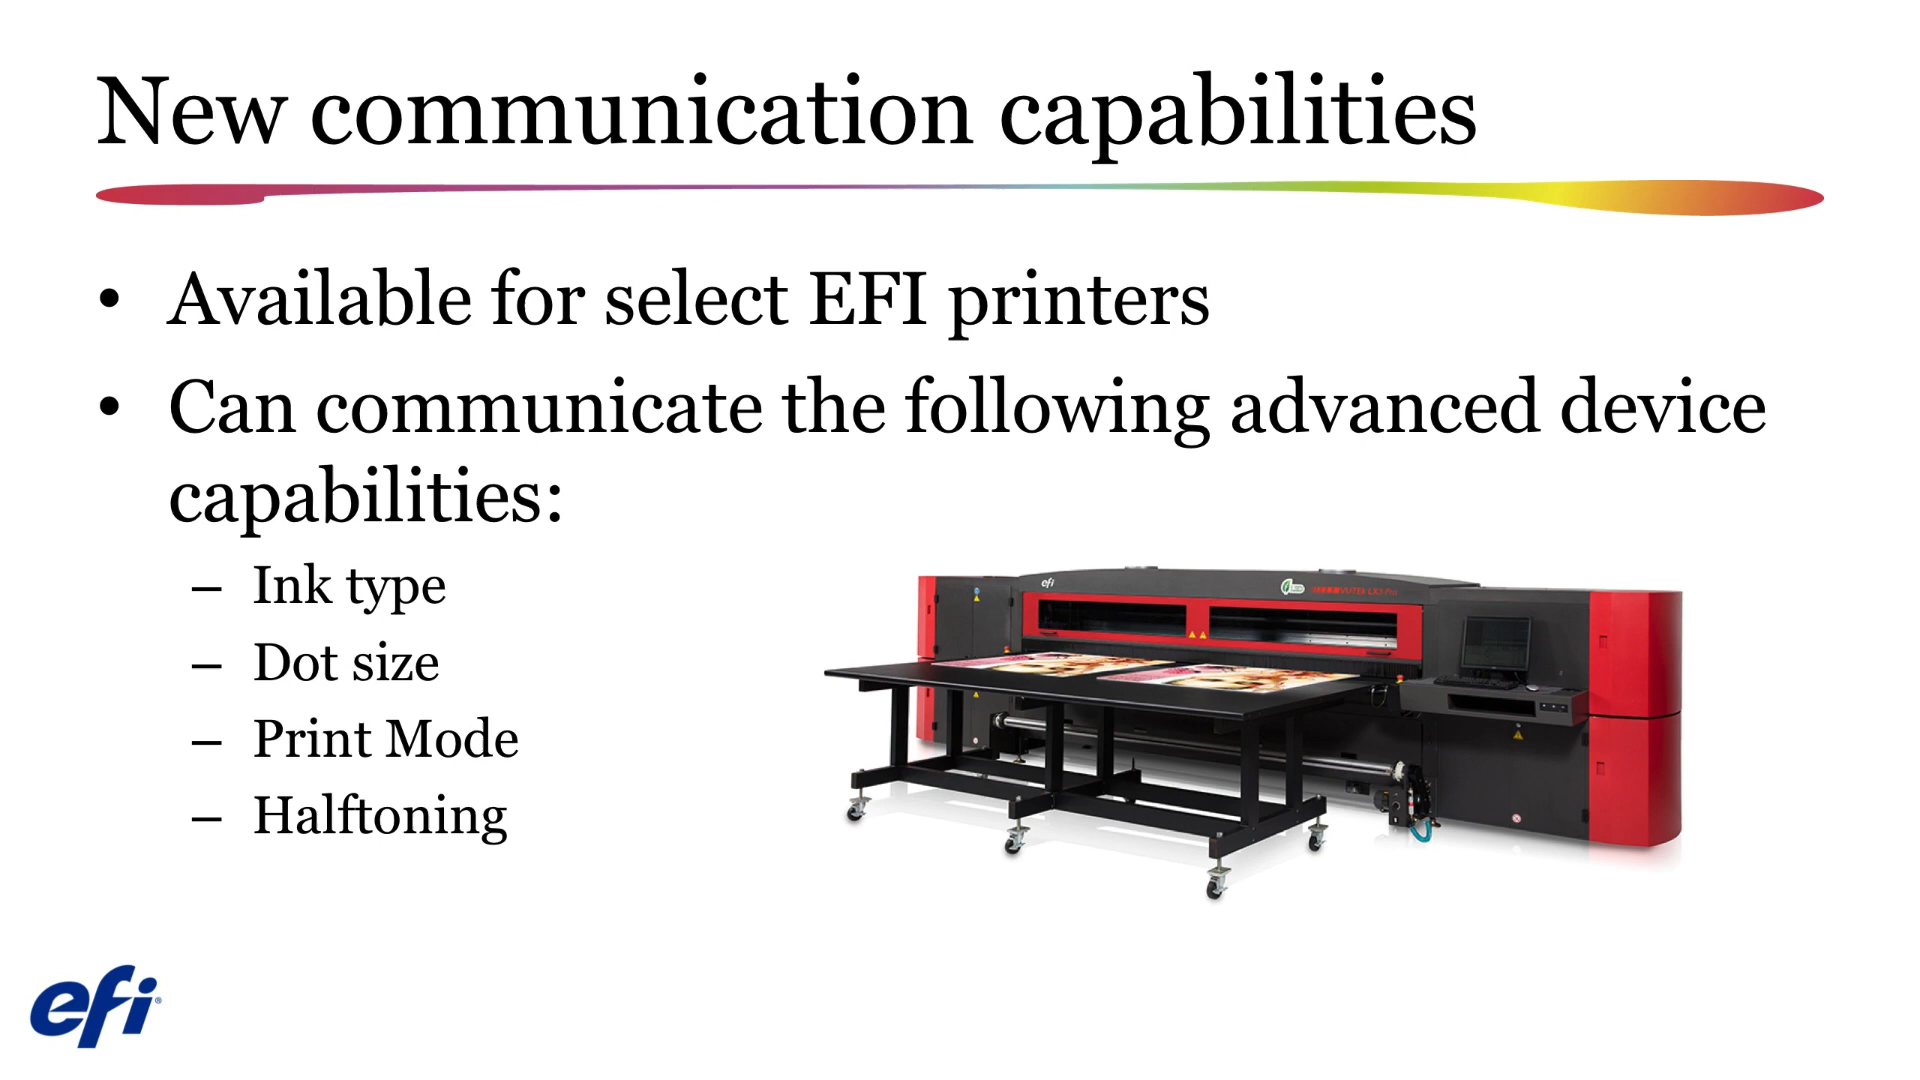 New communication capabilities
• Available for select EFI printers
• Can communicate the following advanced device
capabilities:
– Ink type
– Dot size
– Print Mode
– Halftoning
efi
efi®